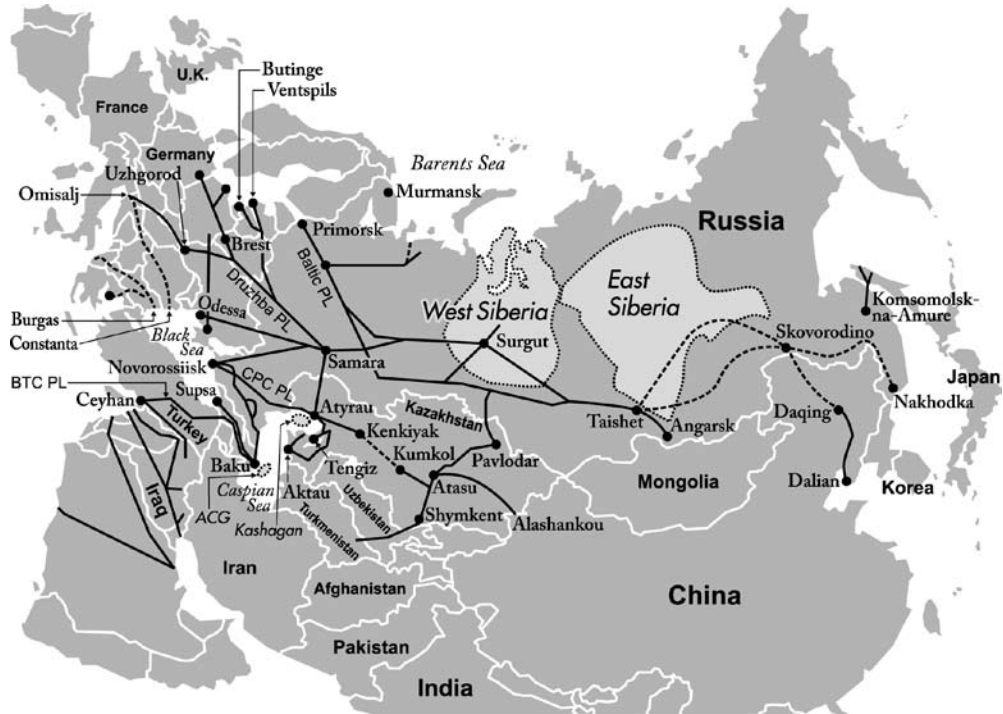 Butinge
U.K.
Ventspils
France
Barents Sea
Germany
Uzhgorod
Murmansk
Omisalj
Russia
Primorsk
Brest
Baltic PL
East
Siberia
Druzhba PL
West Siberia
Komsomolsk-
na-Amure
Odessa
Burgas
Constanta
Black
Sea
Skovorodino
Surgut
Samara
Novorossiisk
CPC PL
BTC PL
Supsa
Japan
Ceyhan
Kazakhstan
Nakhodka
Atyrau
Taishet
Daqing
Turkey
Kenkiyak
Angarsk
Kumkol
Pavlodar
Baku
Tengiz
Mongolia
Dalian
Korea
Iraq
Caspian
Sea
Aktau
Atasu
ACG
Kashagan
Uzbekistan
Shymkent
Alashankou
Turkmenistan
Iran
Afghanistan
China
Pakistan
India